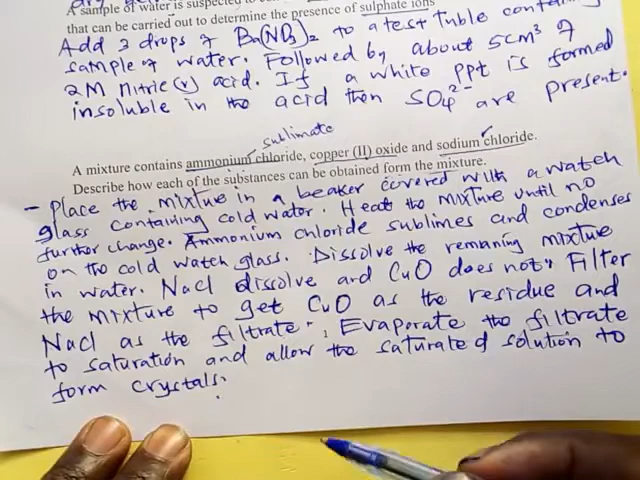 A sample of water is suspected to
that can be carried out to determine the presence of sulphate ions
Add 3 drops of Ba(NO3)2 to a test tube
sample of water. Followed by about 5cm³ of
2M nitric (v) acid. If a white ppt is formed
insoluble in the acid then SO4²⁻ are present.
sublimate
A mixture contains ammonium chloride, copper (II) oxide and sodium chloride.
Describe how each of the substances can be obtained form the mixture.
- Place the mixture in a beaker covered with a watch
glass containing cold water. Heat the mixture until no
further change. Ammonium chloride sublimes and condenses
on the cold watch glass. Dissolve the remaning mixture
in water. NaCl dissolve and CuO does not. Filter
the mixture to get CuO as the residue and
NaCl as the filtrate. Evaporate the filtrate
to saturation and allow the saturated solution to
form crystals.